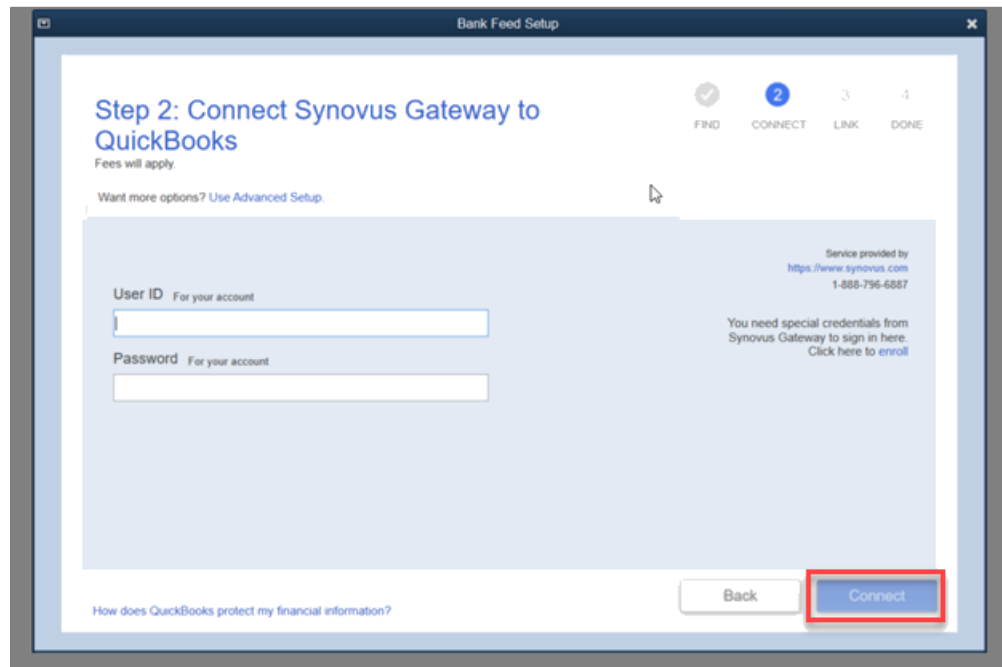 Bank Feed Setup
Step 2: Connect Synovus Gateway to
QuickBooks
Fees will apply.
Want more options? Use Advanced Setup.
2
3
4
FIND
CONNECT
LINK
DONE
Service provided by
https://www.synovus.com
1-888-796-6887
You need special credentials from
Synovus Gateway to sign in here.
Click here to enroll
User ID For your account
Password For your account
How does QuickBooks protect my financial information?
Back
Connect